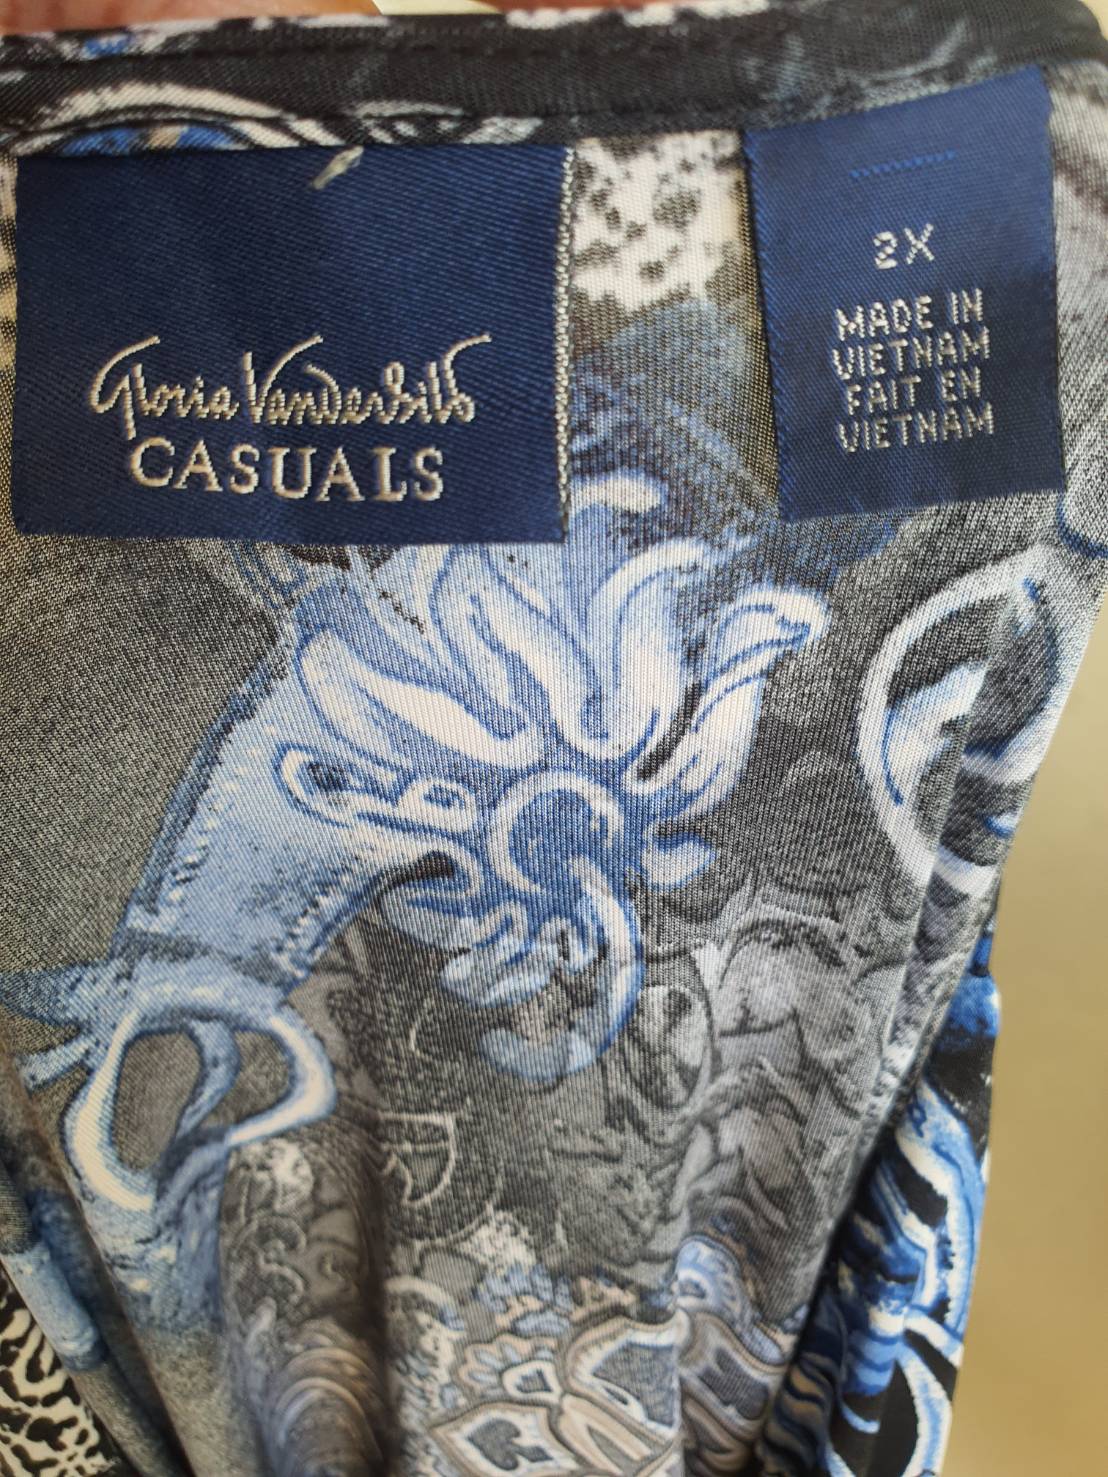 Gloria Vanderbilt
CASUALS
2X
MADE IN
VIETNAM
FAIT EN
VIETNAM